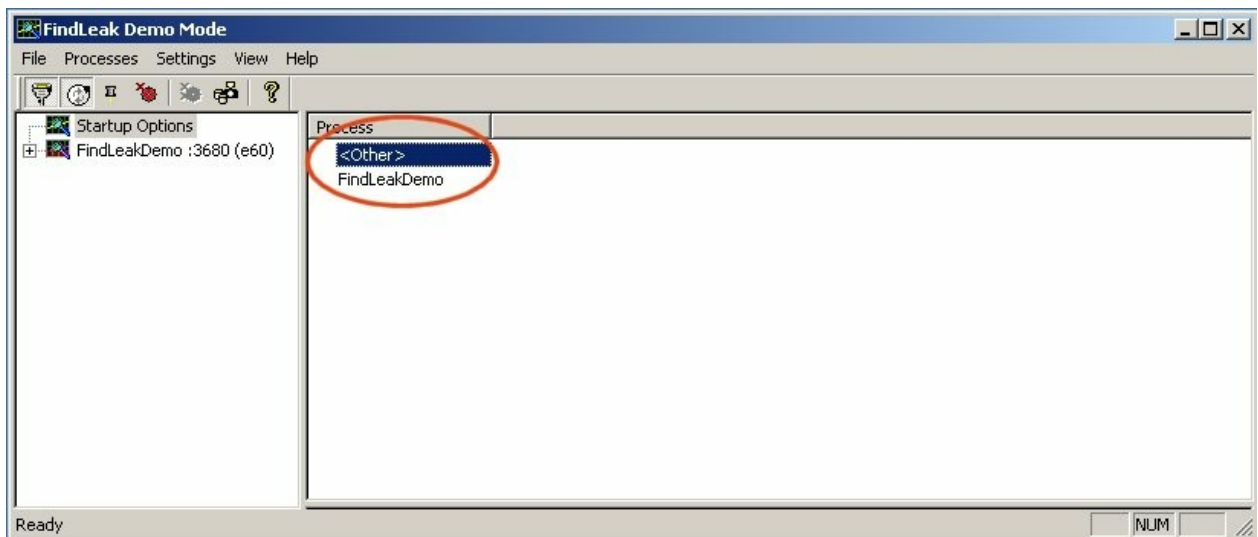 FindLeak Demo Mode
File Processes Settings View Help
Startup Options
FindLeakDemo :3680 (e60)
Process
<Other>
FindLeakDemo
Ready
NUM